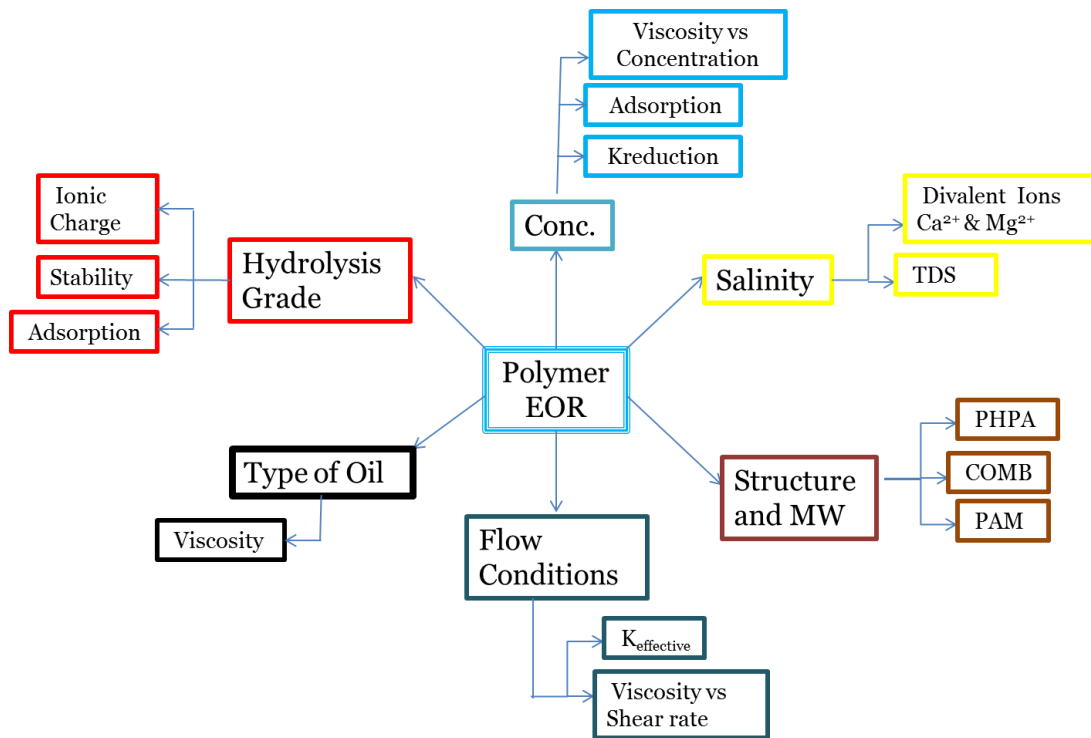 Viscosity vs
Concentration
Adsorption
Kreduction
Conc.
Ionic
Charge
Stability
Adsorption
Hydrolysis
Grade
Salinity
Divalent Ions
Ca²⁺ & Mg²⁺
TDS
Polymer
EOR
Type of Oil
Viscosity
Structure
and MW
PHPA
COMB
PAM
Flow
Conditions
Keffective
Viscosity vs
Shear rate